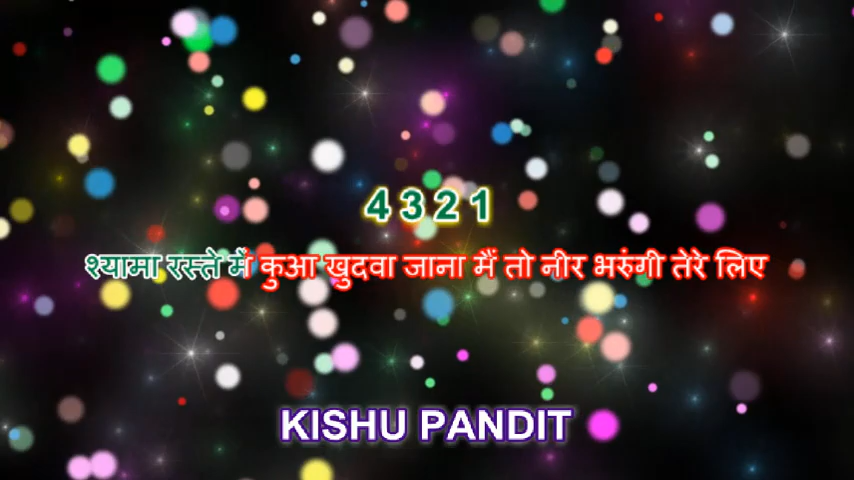 4 3 2 1
श्यामा रस्ते में कुआ खुदवा जाना मैं तो नीर भरुंगी तेरे लिए
KISHU PANDIT